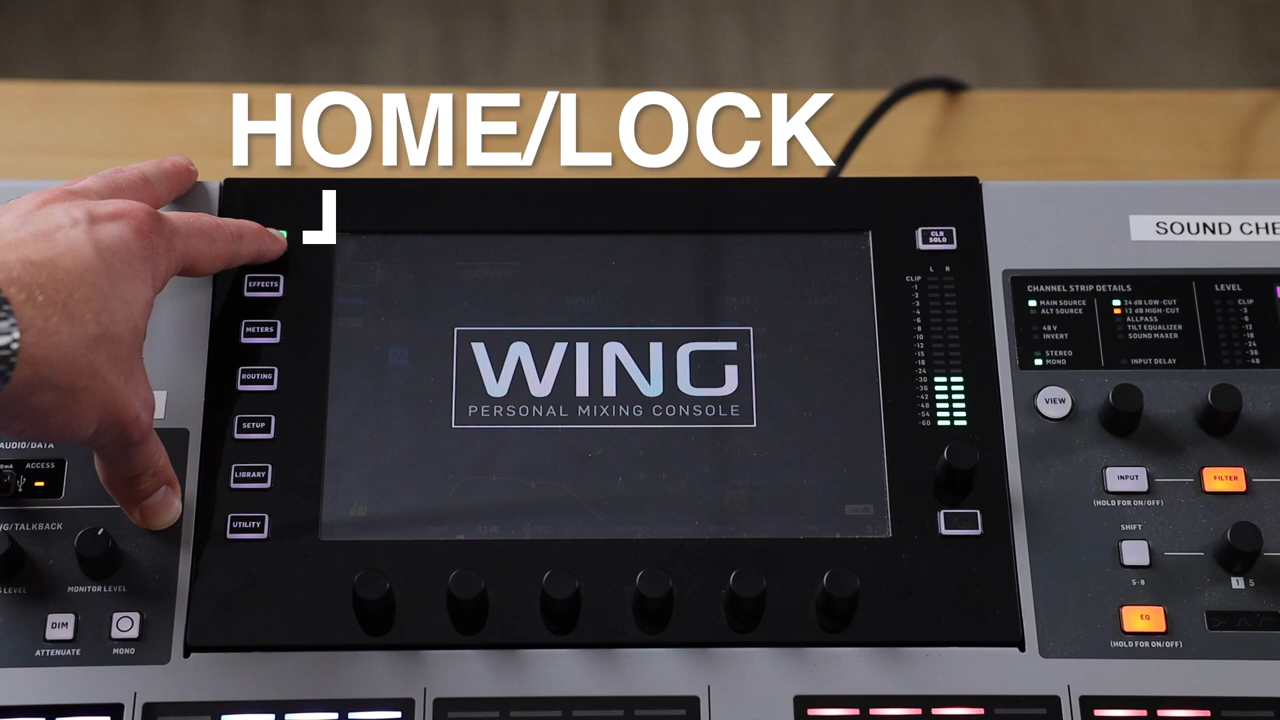 HOME/LOCK
SOUND CHE
CLR
SOLO
EFFECTS
METERS
ROUTING
SETUP
LIBRARY
UTILITY
WING
PERSONAL MIXING CONSOLE
L R
CLIP
-1
-2
-3
-4
-6
-9
-12
-15
-18
-24
-30
-36
-42
-48
-54
-60
CHANNEL STRIP DETAILS
MAIN SOURCE
ALT SOURCE
48 V
INVERT
STEREO
MONO
24 dB LOW-CUT
12 dB HIGH-CUT
ALLPASS
TILT EQUALIZER
SOUND MAXER
INPUT DELAY
LEVEL
CLIP
-3
-6
-12
-18
-24
-36
-48
VIEW
INPUT
(HOLD FOR ON/OFF)
FILTER
SHIFT
5-8
1 5
EQ
(HOLD FOR ON/OFF)
AUDIO/DATA
ACCESS
NG/TALKBACK
S LEVEL
MONITOR LEVEL
DIM
ATTENUATE
MONO